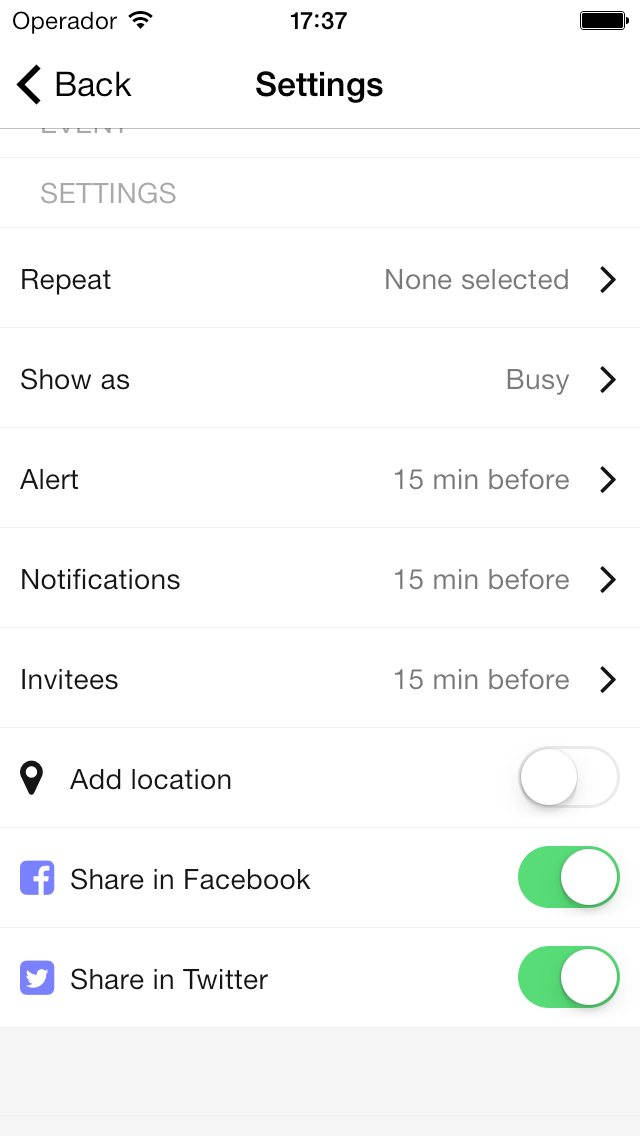 Operador 17:37
Back Settings
EVENT
SETTINGS
Repeat None selected
Show as Busy
Alert 15 min before
Notifications 15 min before
Invitees 15 min before
Add location
Share in Facebook
Share in Twitter